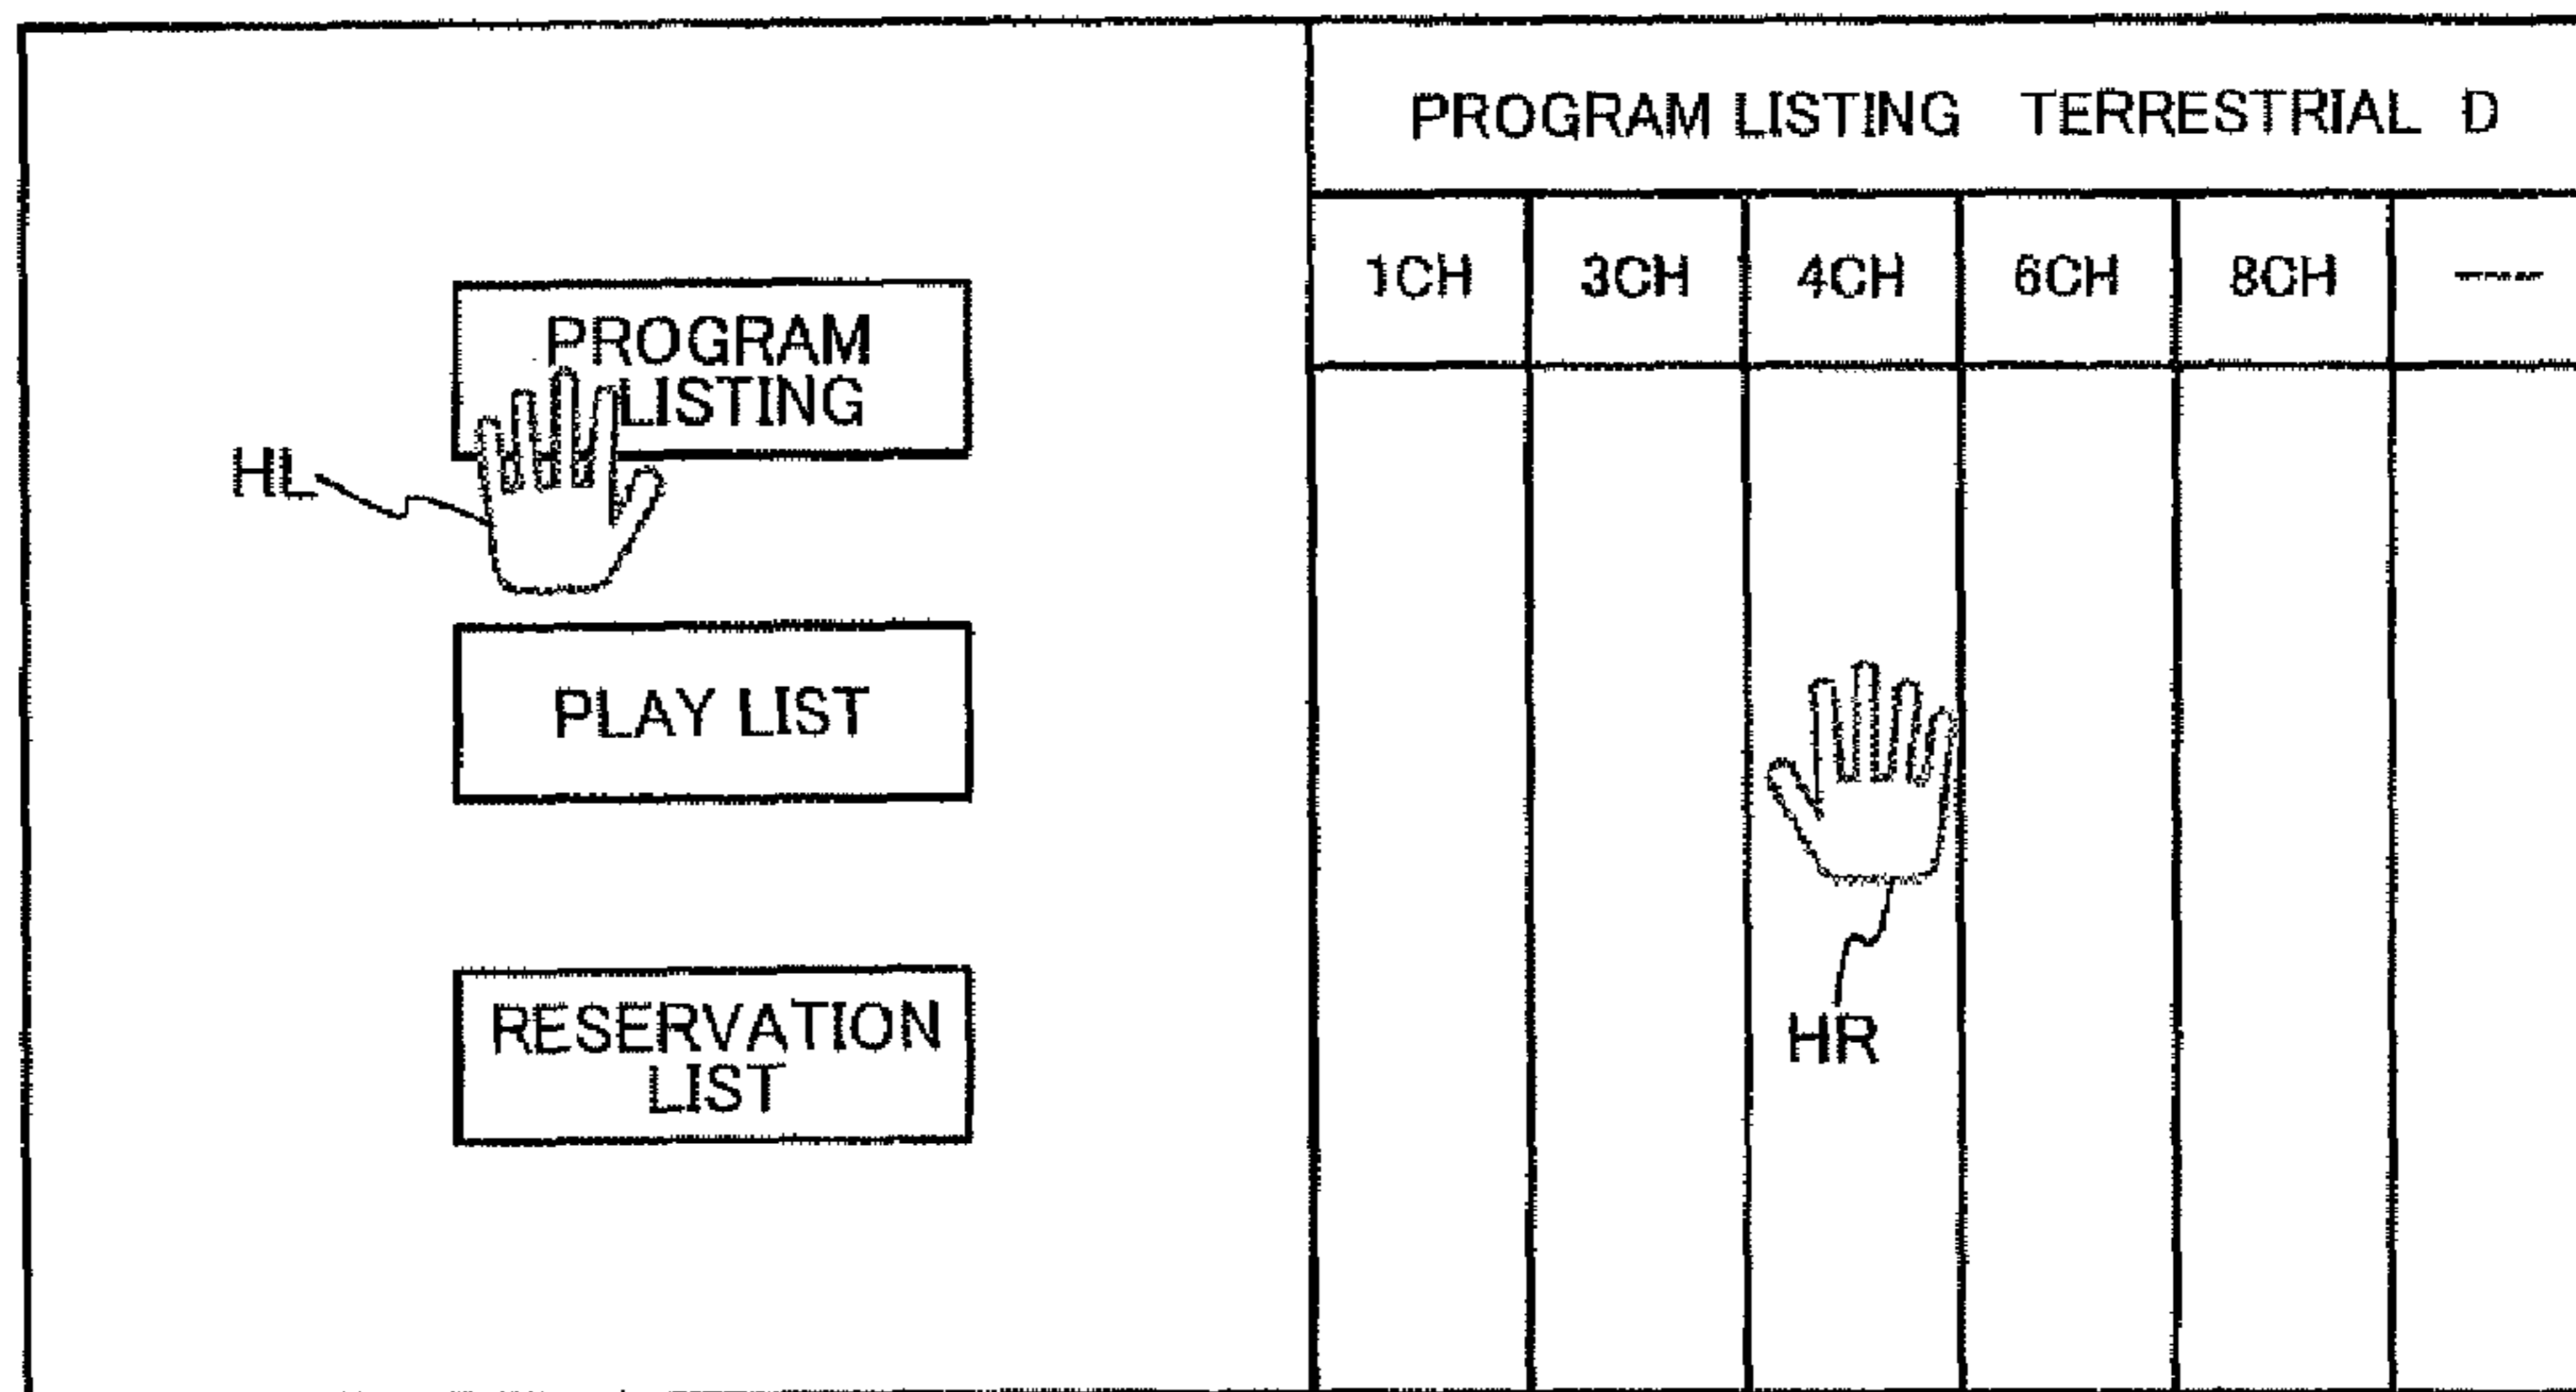 PROGRAM LISTING TERRESTRIAL D
1CH 3CH 4CH 6CH 8CH ----
PROGRAM
LISTING
HL
PLAY LIST
HR
RESERVATION
LIST